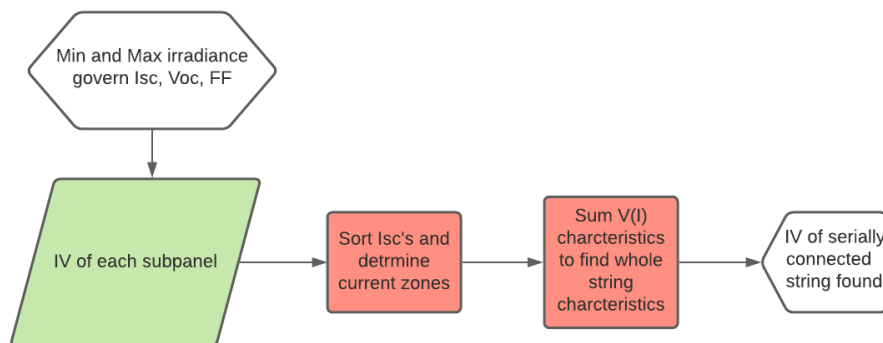 Min and Max irradiance
govern Isc, Voc, FF
IV of each subpanel
Sort Isc's and
detrmine
current zones
Sum V(I)
charcteristics
to find whole
string
charcteristics
IV of serially
connected
string found